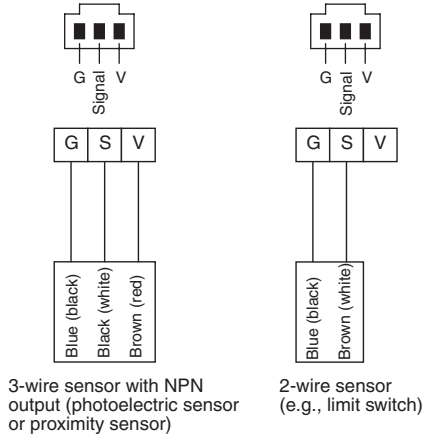 G Signal V
G S V
Blue (black)
Black (white)
Brown (red)
3-wire sensor with NPN
output (photoelectric sensor
or proximity sensor)
G Signal V
G S V
Blue (black)
Brown (white)
2-wire sensor
(e.g., limit switch)